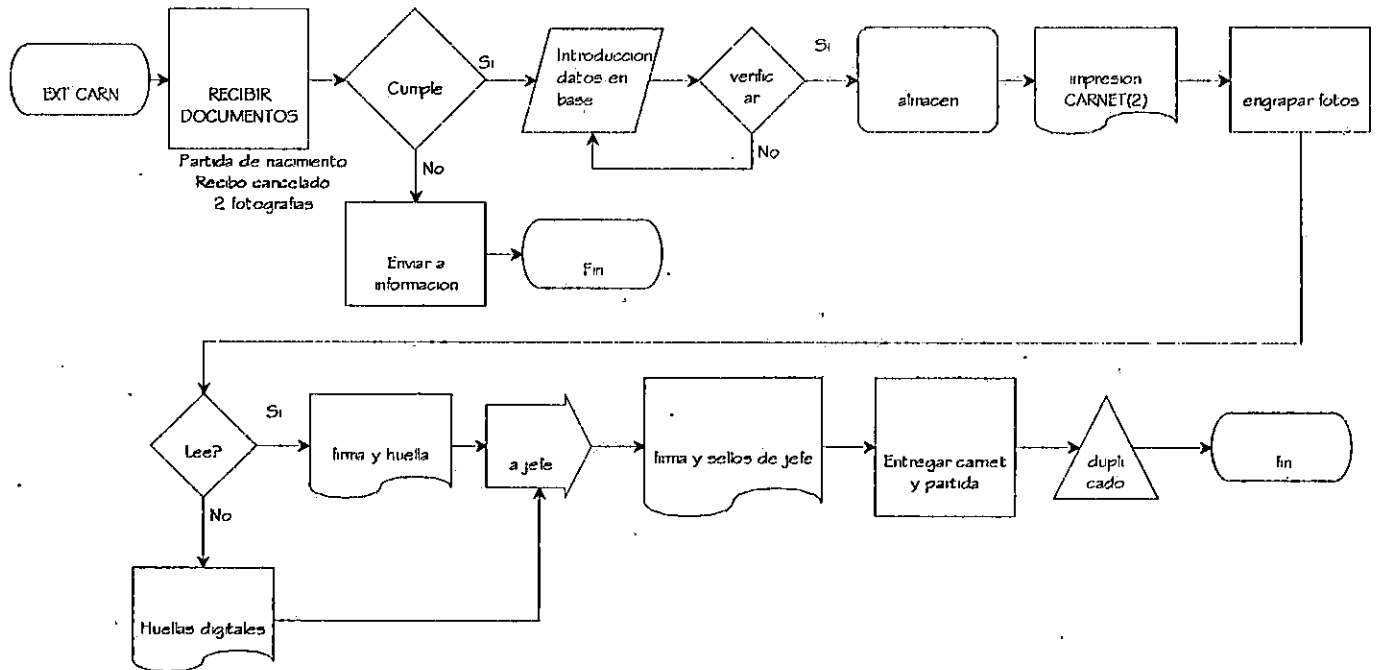 EXT CARN
RECIBIR
DOCUMENTOS
Partida de nacimiento
Recibo cancelado
2 fotografias
Cumple
Si
No
Enviar a
informacion
Fin
Introduccion
datos en
base
verific
ar
Si
No
almacen
impresion
CARNET(2)
engrapar fotos
Lee?
Si
No
Huellas digitales
firma y huella
a jefe
firma y sellos de jefe
Entregar carnet
y partida
dupli
cado
fin